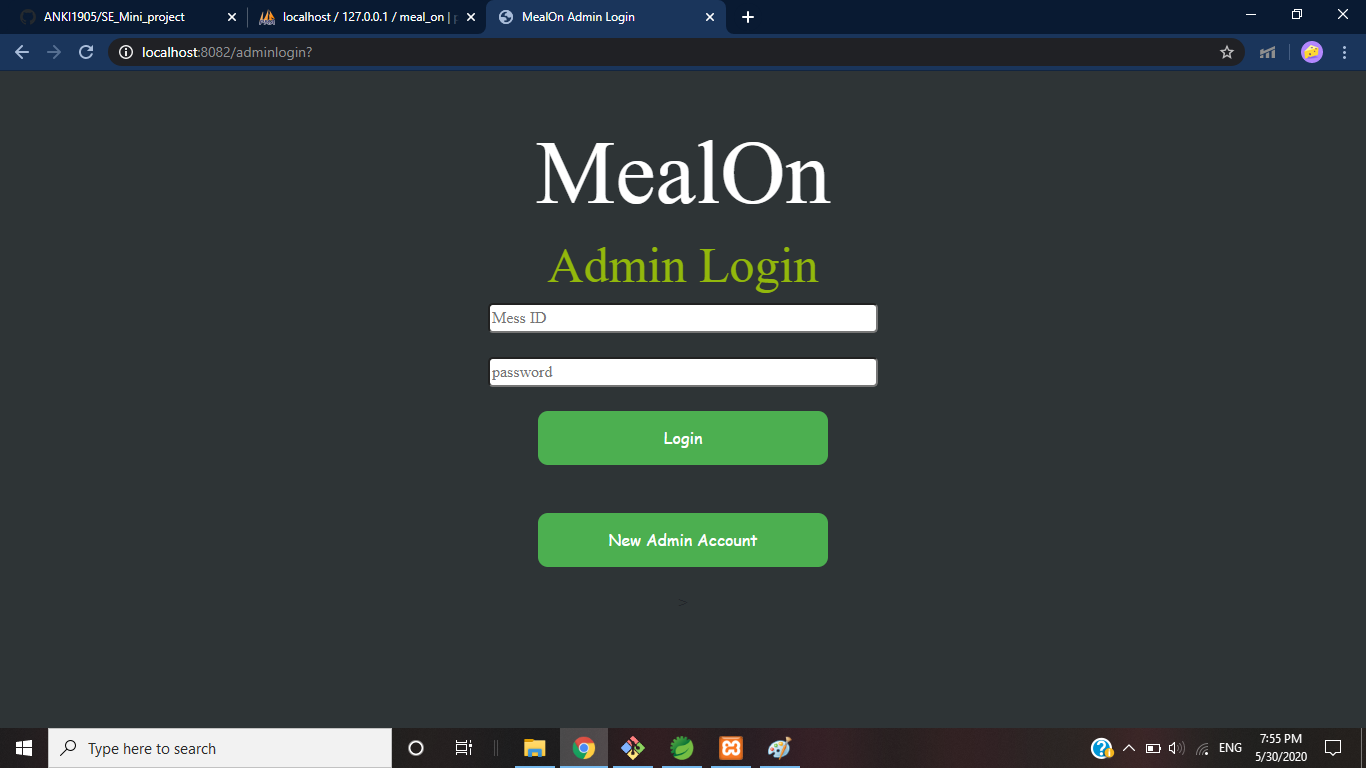 ANKI1905/SE_Mini_project
localhost / 127.0.0.1 / meal_on |
MealOn Admin Login
localhost:8082/adminlogin?
MealOn
Admin Login
Mess ID
password
Login
New Admin Account
>
Type here to search
ENG
7:55 PM
5/30/2020